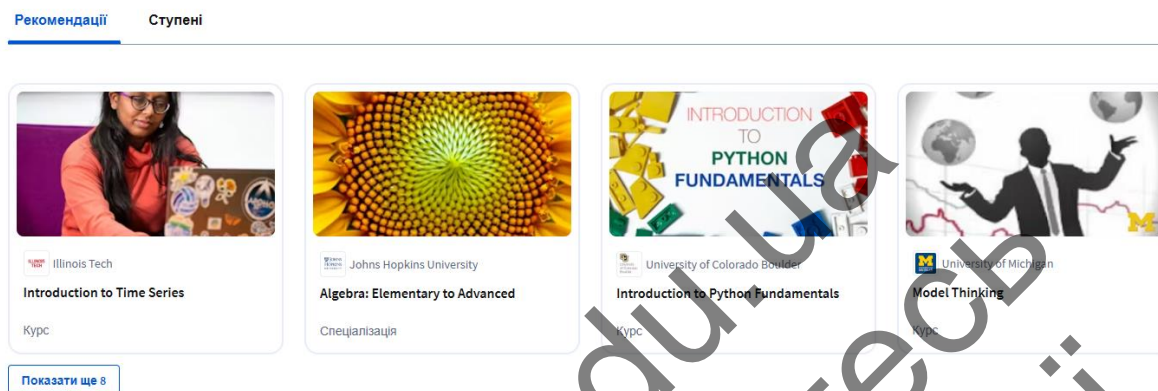 Рекомендації
Ступені
INTRODUCTION
TO
PYTHON
FUNDAMENTALS
M
Illinois Tech
Introduction to Time Series
Курс
Johns Hopkins University
Algebra: Elementary to Advanced
Спеціалізація
University of Colorado Boulder
Introduction to Python Fundamentals
Курс
University of Michigan
Model Thinking
Курс
Показати ще 8